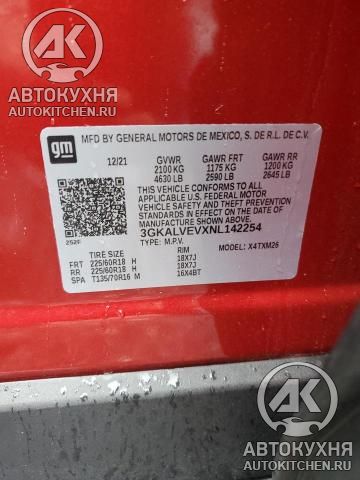 АК
АВТОКУХНЯ
AUTOKITCHEN.RU
gm
MFD BY GENERAL MOTORS DE MEXICO, S. DE R.L. DE C.V.
12/21 GVWR GAWR FRT GAWR RR
2100 KG 1175 KG 1200 KG
4630 LB 2590 LB 2645 LB
THIS VEHICLE CONFORMS TO ALL
APPLICABLE U.S. FEDERAL MOTOR
VEHICLE SAFETY AND THEFT
PREVENTION STANDARDS IN EFFECT
ON THE DATE OF MANUFACTURE
SHOWN ABOVE.
3GKALVEVXNL142254
TYPE: M.P.V. MODEL: X4TXM26
252F
TIRE SIZE RIM
FRT 225/60R18 H 18X7J
RR 225/60R18 H 18X7J
SPA T135/70R16 M 16X4BT
АК
АВТОКУХНЯ
AUTOKITCHEN.RU